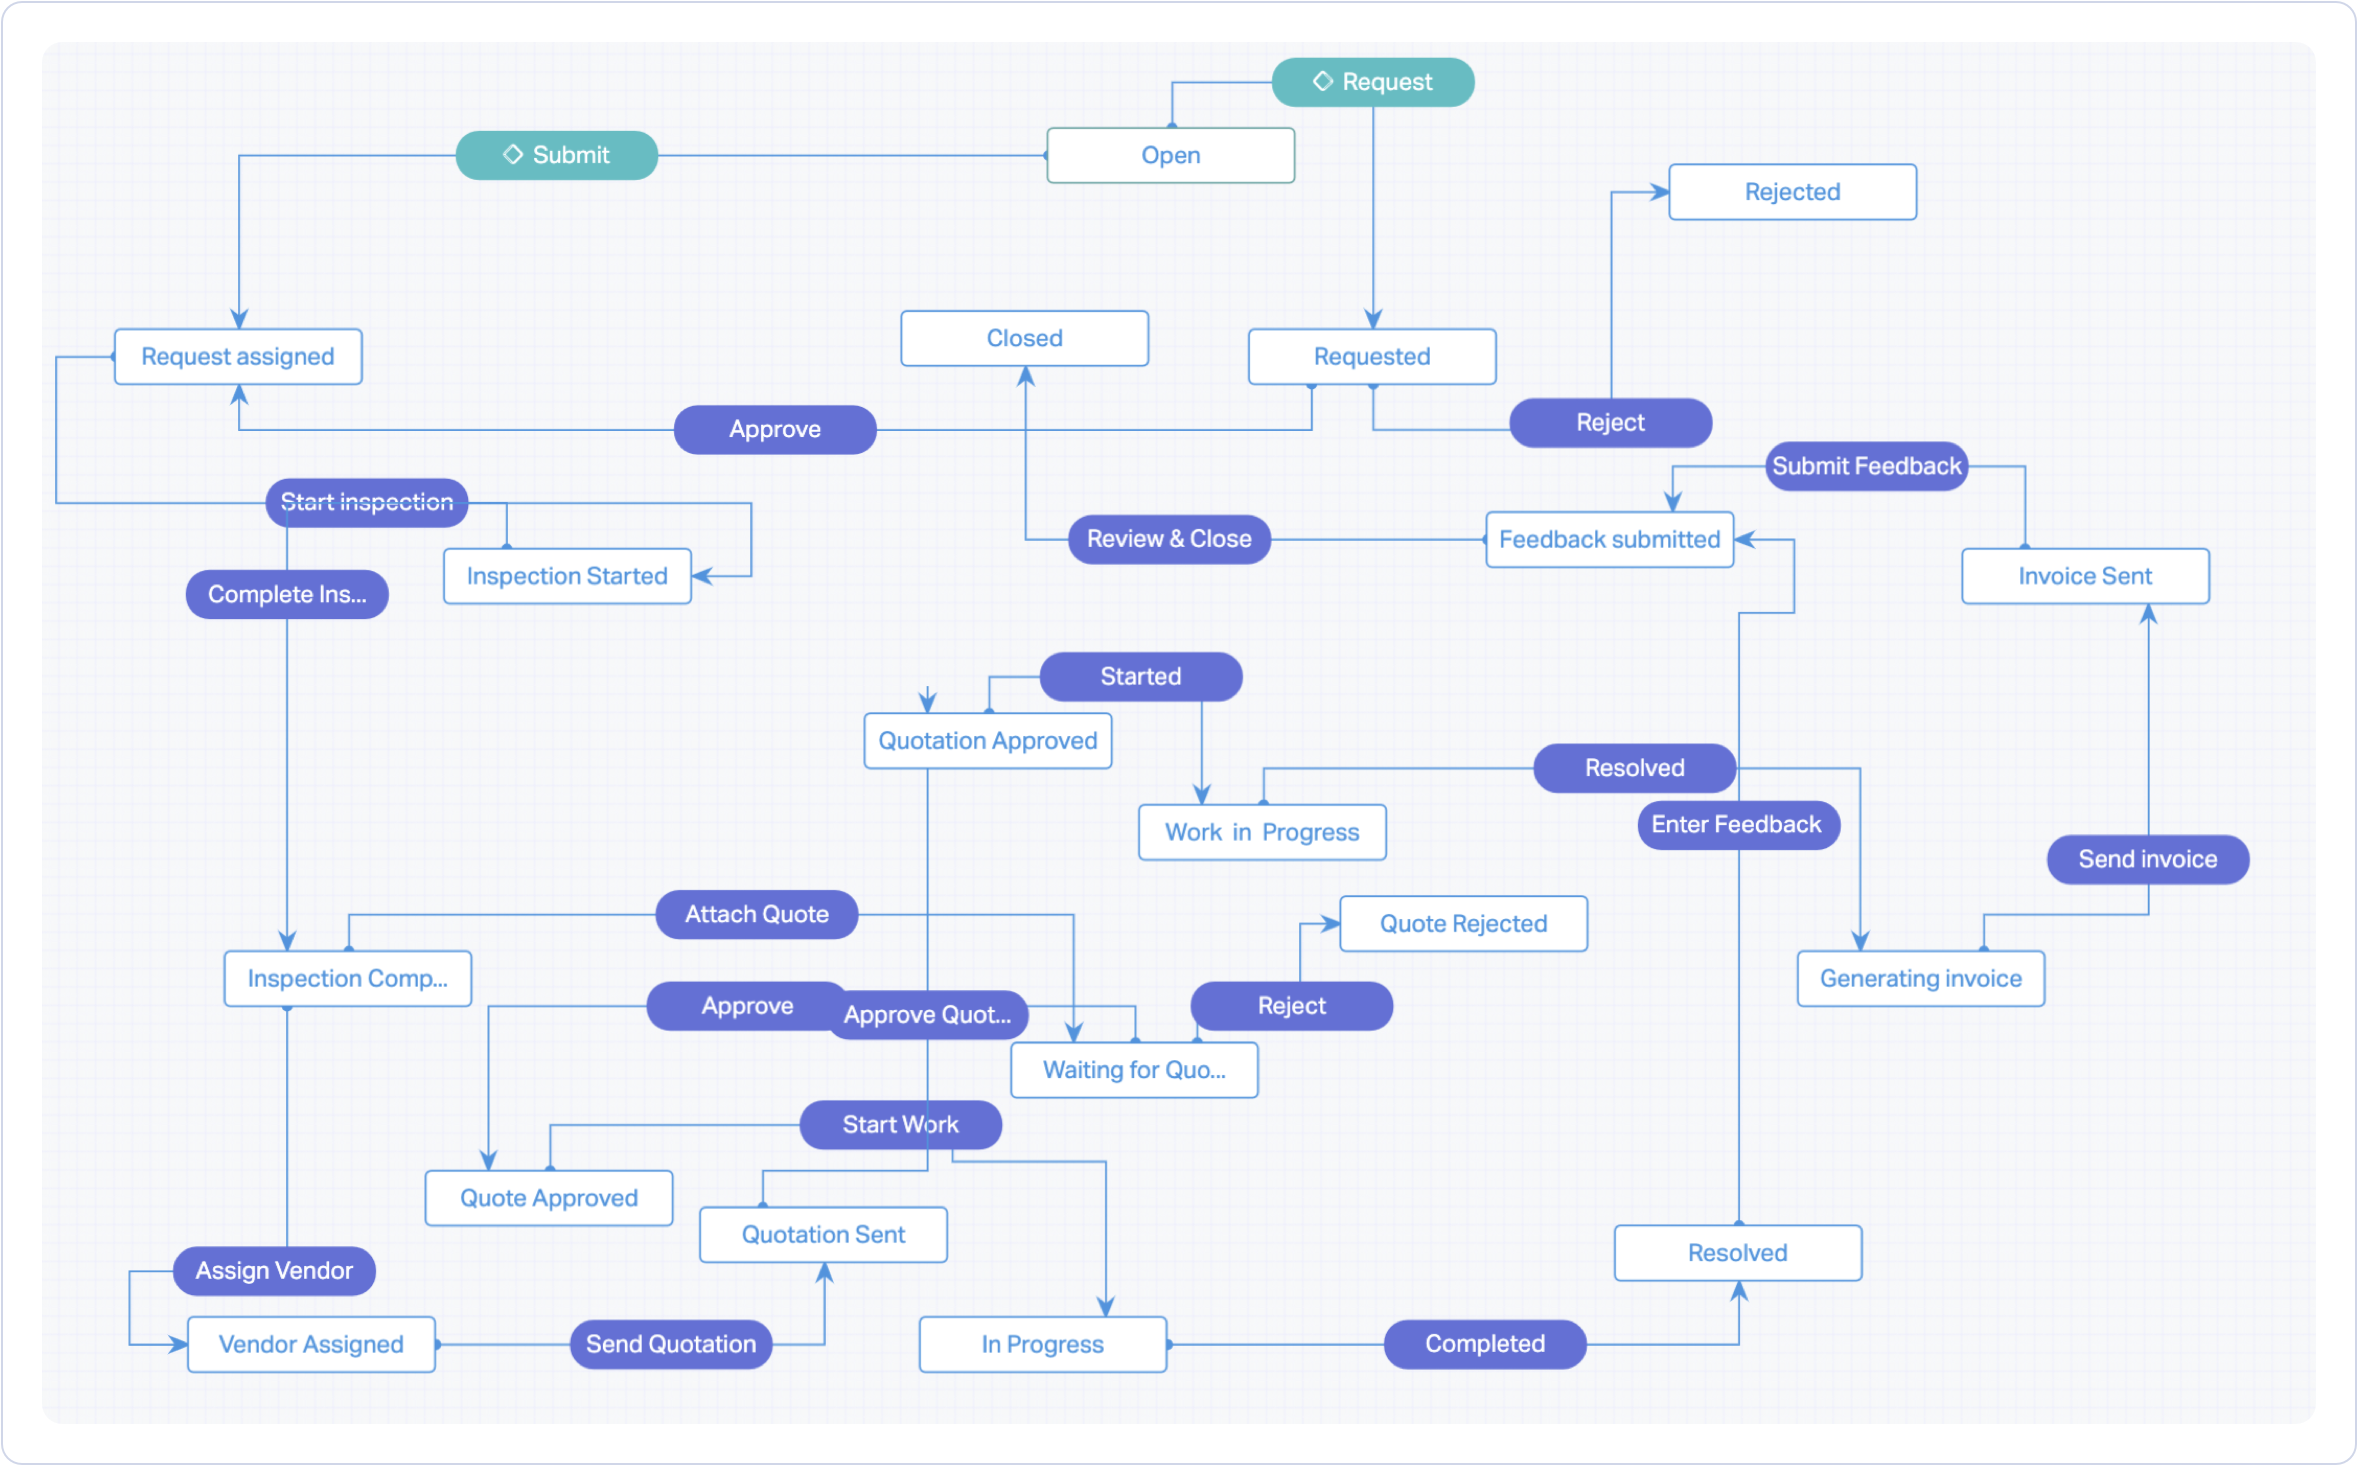 Request
Submit
Open
Rejected
Request assigned
Closed
Requested
Approve
Reject
Submit Feedback
Start inspection
Review & Close
Feedback submitted
Inspection Started
Invoice Sent
Complete Ins...
Started
Quotation Approved
Resolved
Work in Progress
Enter Feedback
Send invoice
Attach Quote
Quote Rejected
Inspection Comp...
Generating invoice
Approve
Approve Quot...
Reject
Waiting for Quo...
Start Work
Quote Approved
Quotation Sent
Resolved
Assign Vendor
Vendor Assigned
Send Quotation
In Progress
Completed